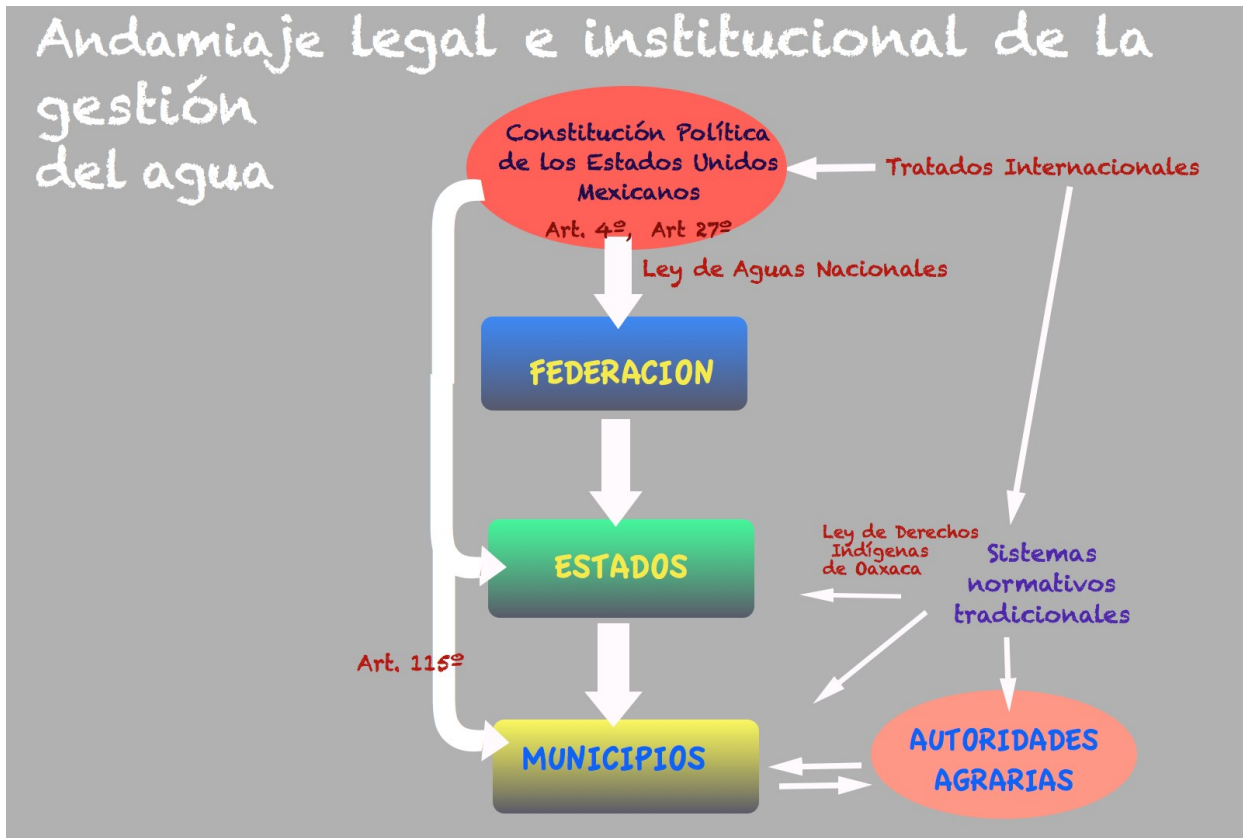 Andamiaje legal e institucional de la
gestión
del agua
Constitución Política
de los Estados Unidos
Mexicanos
Art. 4º, Art 27º
Tratados Internacionales
Ley de Aguas Nacionales
FEDERACION
Ley de Derechos
Indígenas
de Oaxaca
Sistemas
normativos
tradicionales
ESTADOS
Art. 115º
MUNICIPIOS
AUTORIDADES
AGRARIAS